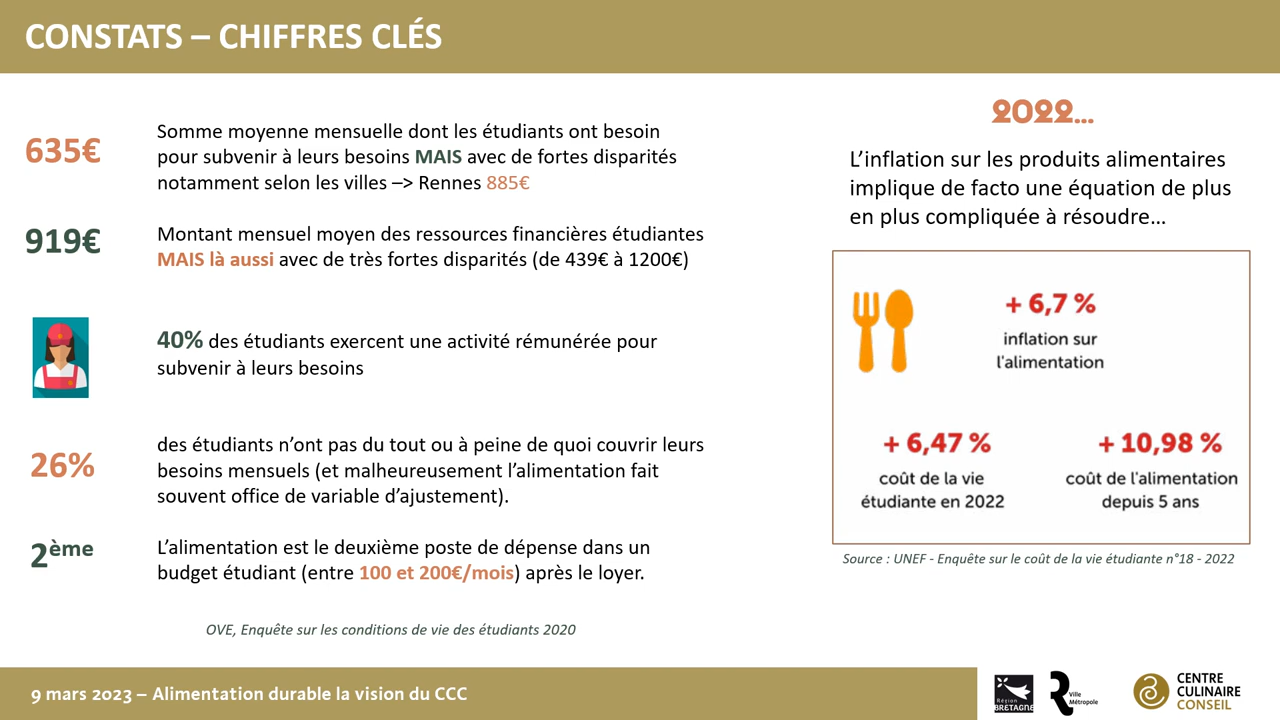 CONSTATS – CHIFFRES CLÉS
635€
Somme moyenne mensuelle dont les étudiants ont besoin
pour subvenir à leurs besoins MAIS avec de fortes disparités
notamment selon les villes –> Rennes 885€
919€
Montant mensuel moyen des ressources financières étudiantes
MAIS là aussi avec de très fortes disparités (de 439€ à 1200€)
40% des étudiants exercent une activité rémunérée pour
subvenir à leurs besoins
26%
des étudiants n’ont pas du tout ou à peine de quoi couvrir leurs
besoins mensuels (et malheureusement l’alimentation fait
souvent office de variable d’ajustement).
2ème
L’alimentation est le deuxième poste de dépense dans un
budget étudiant (entre 100 et 200€/mois) après le loyer.
OVE, Enquête sur les conditions de vie des étudiants 2020
2022...
L’inflation sur les produits alimentaires
implique de facto une équation de plus
en plus compliquée à résoudre…
+ 6,7 %
inflation sur
l'alimentation
+ 6,47 %
coût de la vie
étudiante en 2022
+ 10,98 %
coût de l'alimentation
depuis 5 ans
Source : UNEF - Enquête sur le coût de la vie étudiante n°18 - 2022
9 mars 2023 – Alimentation durable la vision du CCC
Région
BRETAGNE
Ville
Métropole
CENTRE
CULINAIRE
CONSEIL